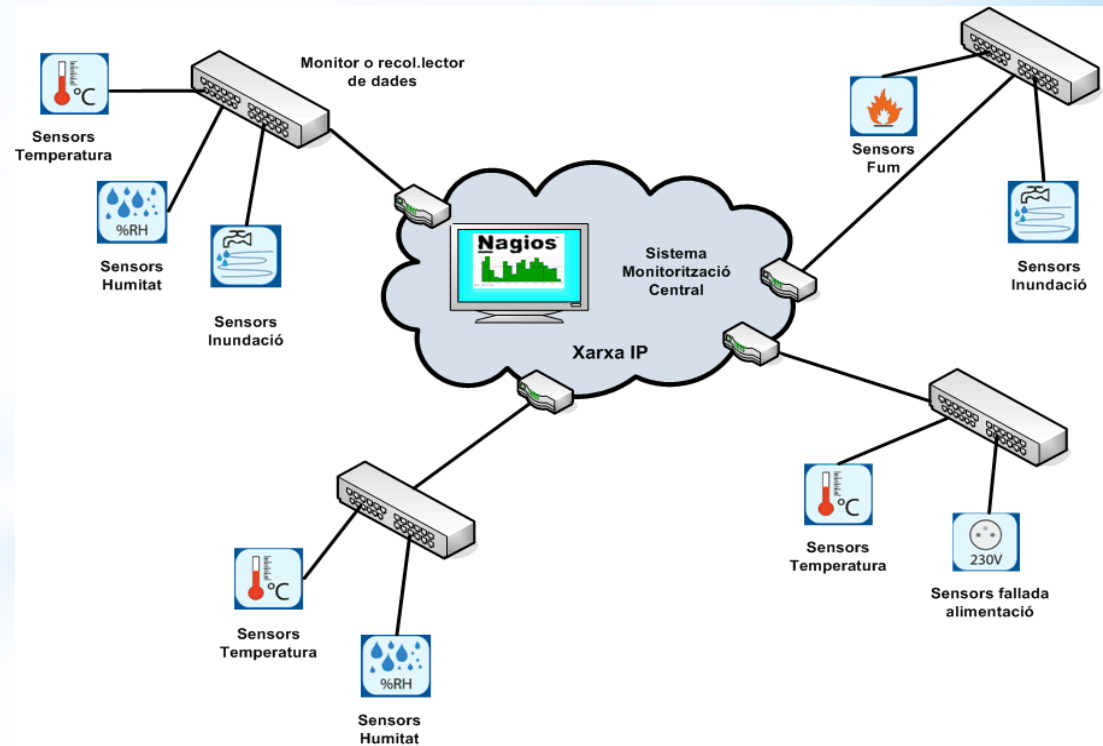 Monitor o recol.lector
de dades
°C
Sensors
Temperatura
%RH
Sensors
Humitat
Sensors
Inundació
Sensors
Fum
Sensors
Inundació
Nagios
Sistema
Monitorització
Central
Xarxa IP
°C
Sensors
Temperatura
230V
Sensors fallada
alimentació
°C
Sensors
Temperatura
%RH
Sensors
Humitat